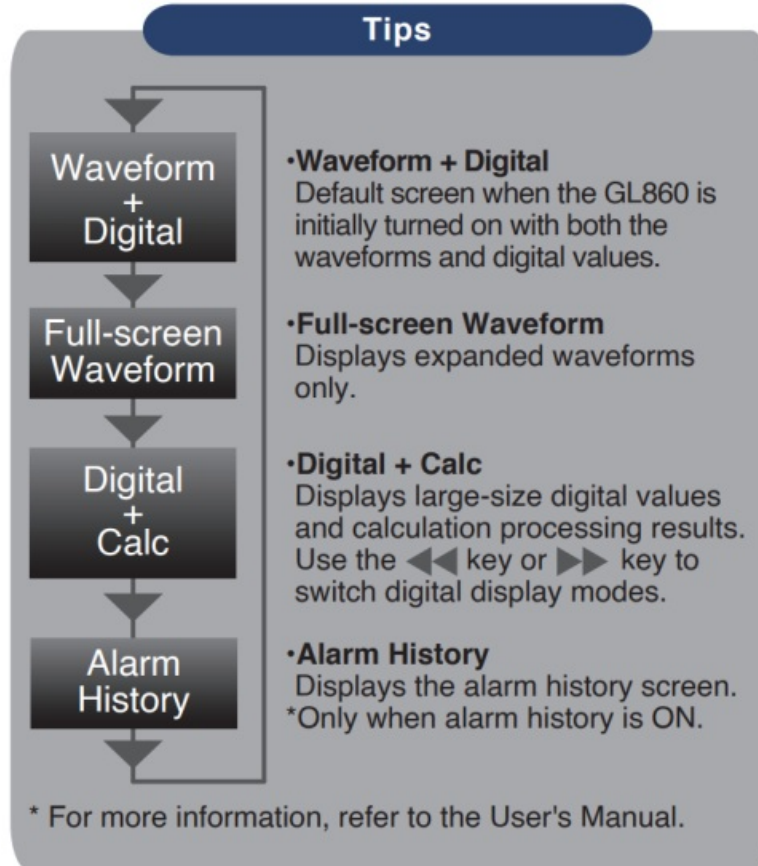 Tips
Waveform
+
Digital
·Waveform + Digital
Default screen when the GL860 is
initially turned on with both the
waveforms and digital values.
Full-screen
Waveform
·Full-screen Waveform
Displays expanded waveforms
only.
Digital
+
Calc
·Digital + Calc
Displays large-size digital values
and calculation processing results.
Use the ◀◀ key or ▶▶ key to
switch digital display modes.
Alarm
History
·Alarm History
Displays the alarm history screen.
*Only when alarm history is ON.
* For more information, refer to the User's Manual.